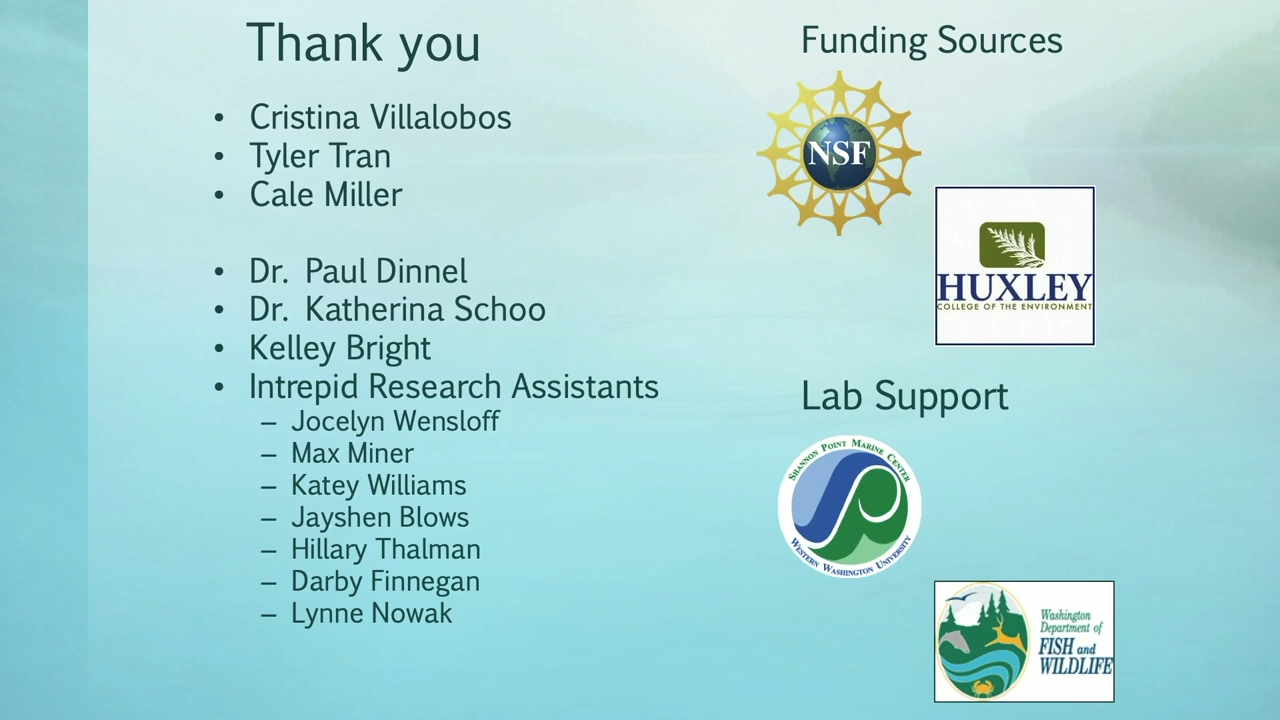 Thank you
• Cristina Villalobos
• Tyler Tran
• Cale Miller
• Dr. Paul Dinnel
• Dr. Katherina Schoo
• Kelley Bright
• Intrepid Research Assistants
– Jocelyn Wensloff
– Max Miner
– Katey Williams
– Jayshen Blows
– Hillary Thalman
– Darby Finnegan
– Lynne Nowak
Funding Sources
NSF
HUXLEY
COLLEGE OF THE ENVIRONMENT
Lab Support
SHANNON POINT MARINE CENTER
WESTERN WASHINGTON UNIVERSITY
Washington
Department of
FISH and
WILDLIFE